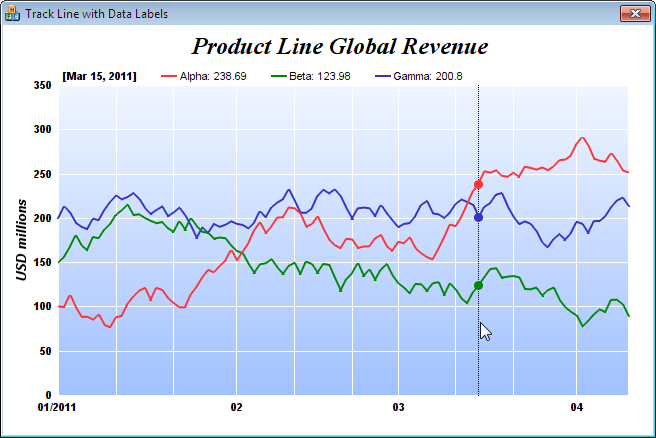 Track Line with Data Labels
Product Line Global Revenue
[Mar 15, 2011] Alpha: 238.69 Beta: 123.98 Gamma: 200.8
USD millions
350
300
250
200
150
100
50
0
01/2011 02 03 04